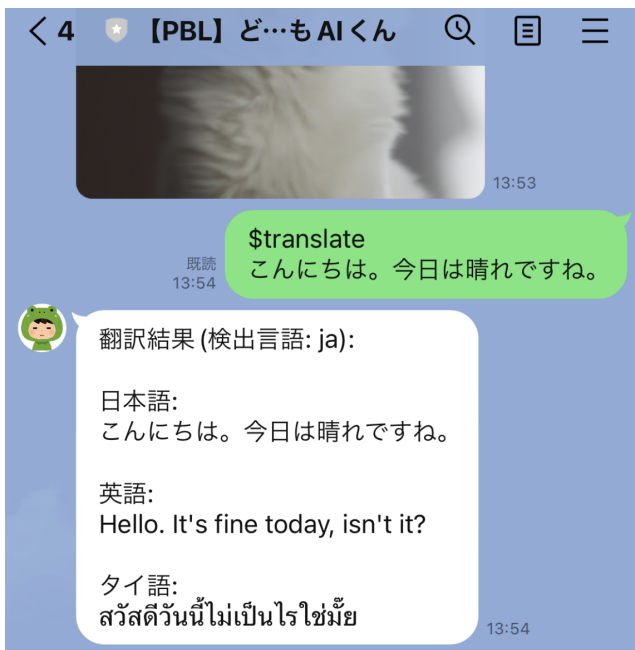 4 【PBL】ど…もAIくん
13:53
$translate
こんにちは。今日は晴れですね。
既読
13:54
翻訳結果 (検出言語: ja):
日本語:
こんにちは。今日は晴れですね。
英語:
Hello. It's fine today, isn't it?
タイ語:
สวัสดีวันนี้ไม่เป็นไรใช่มั๊ย
13:54